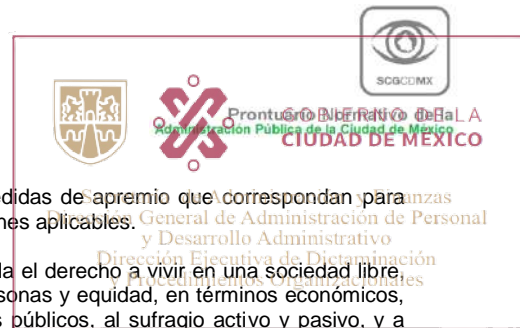 SCGCDMX
Prontuario Normativo de la
Administración Pública de la Ciudad de México
GOBIERNO DE LA
CIUDAD DE MÉXICO
edidas de apremio que correspondan para
nes aplicables.
Secretaría de Administración y Finanzas
Dirección General de Administración de Personal
y Desarrollo Administrativo
Dirección Ejecutiva de Dictaminación
y Procedimientos Organizacionales
la el derecho a vivir en una sociedad libre,
sonas y equidad, en términos económicos,
s públicos, al sufragio activo y pasivo, y a